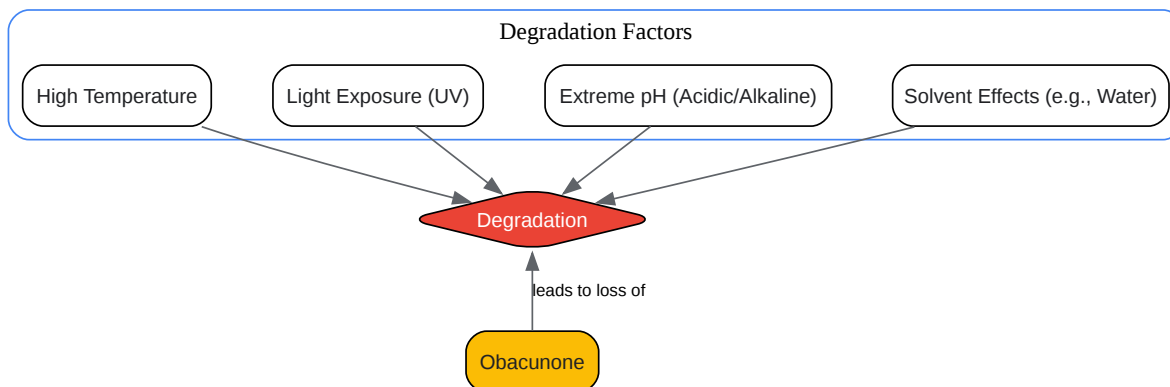 Degradation Factors
High Temperature
Light Exposure (UV)
Extreme pH (Acidic/Alkaline)
Solvent Effects (e.g., Water)
Degradation
leads to loss of
Obacunone